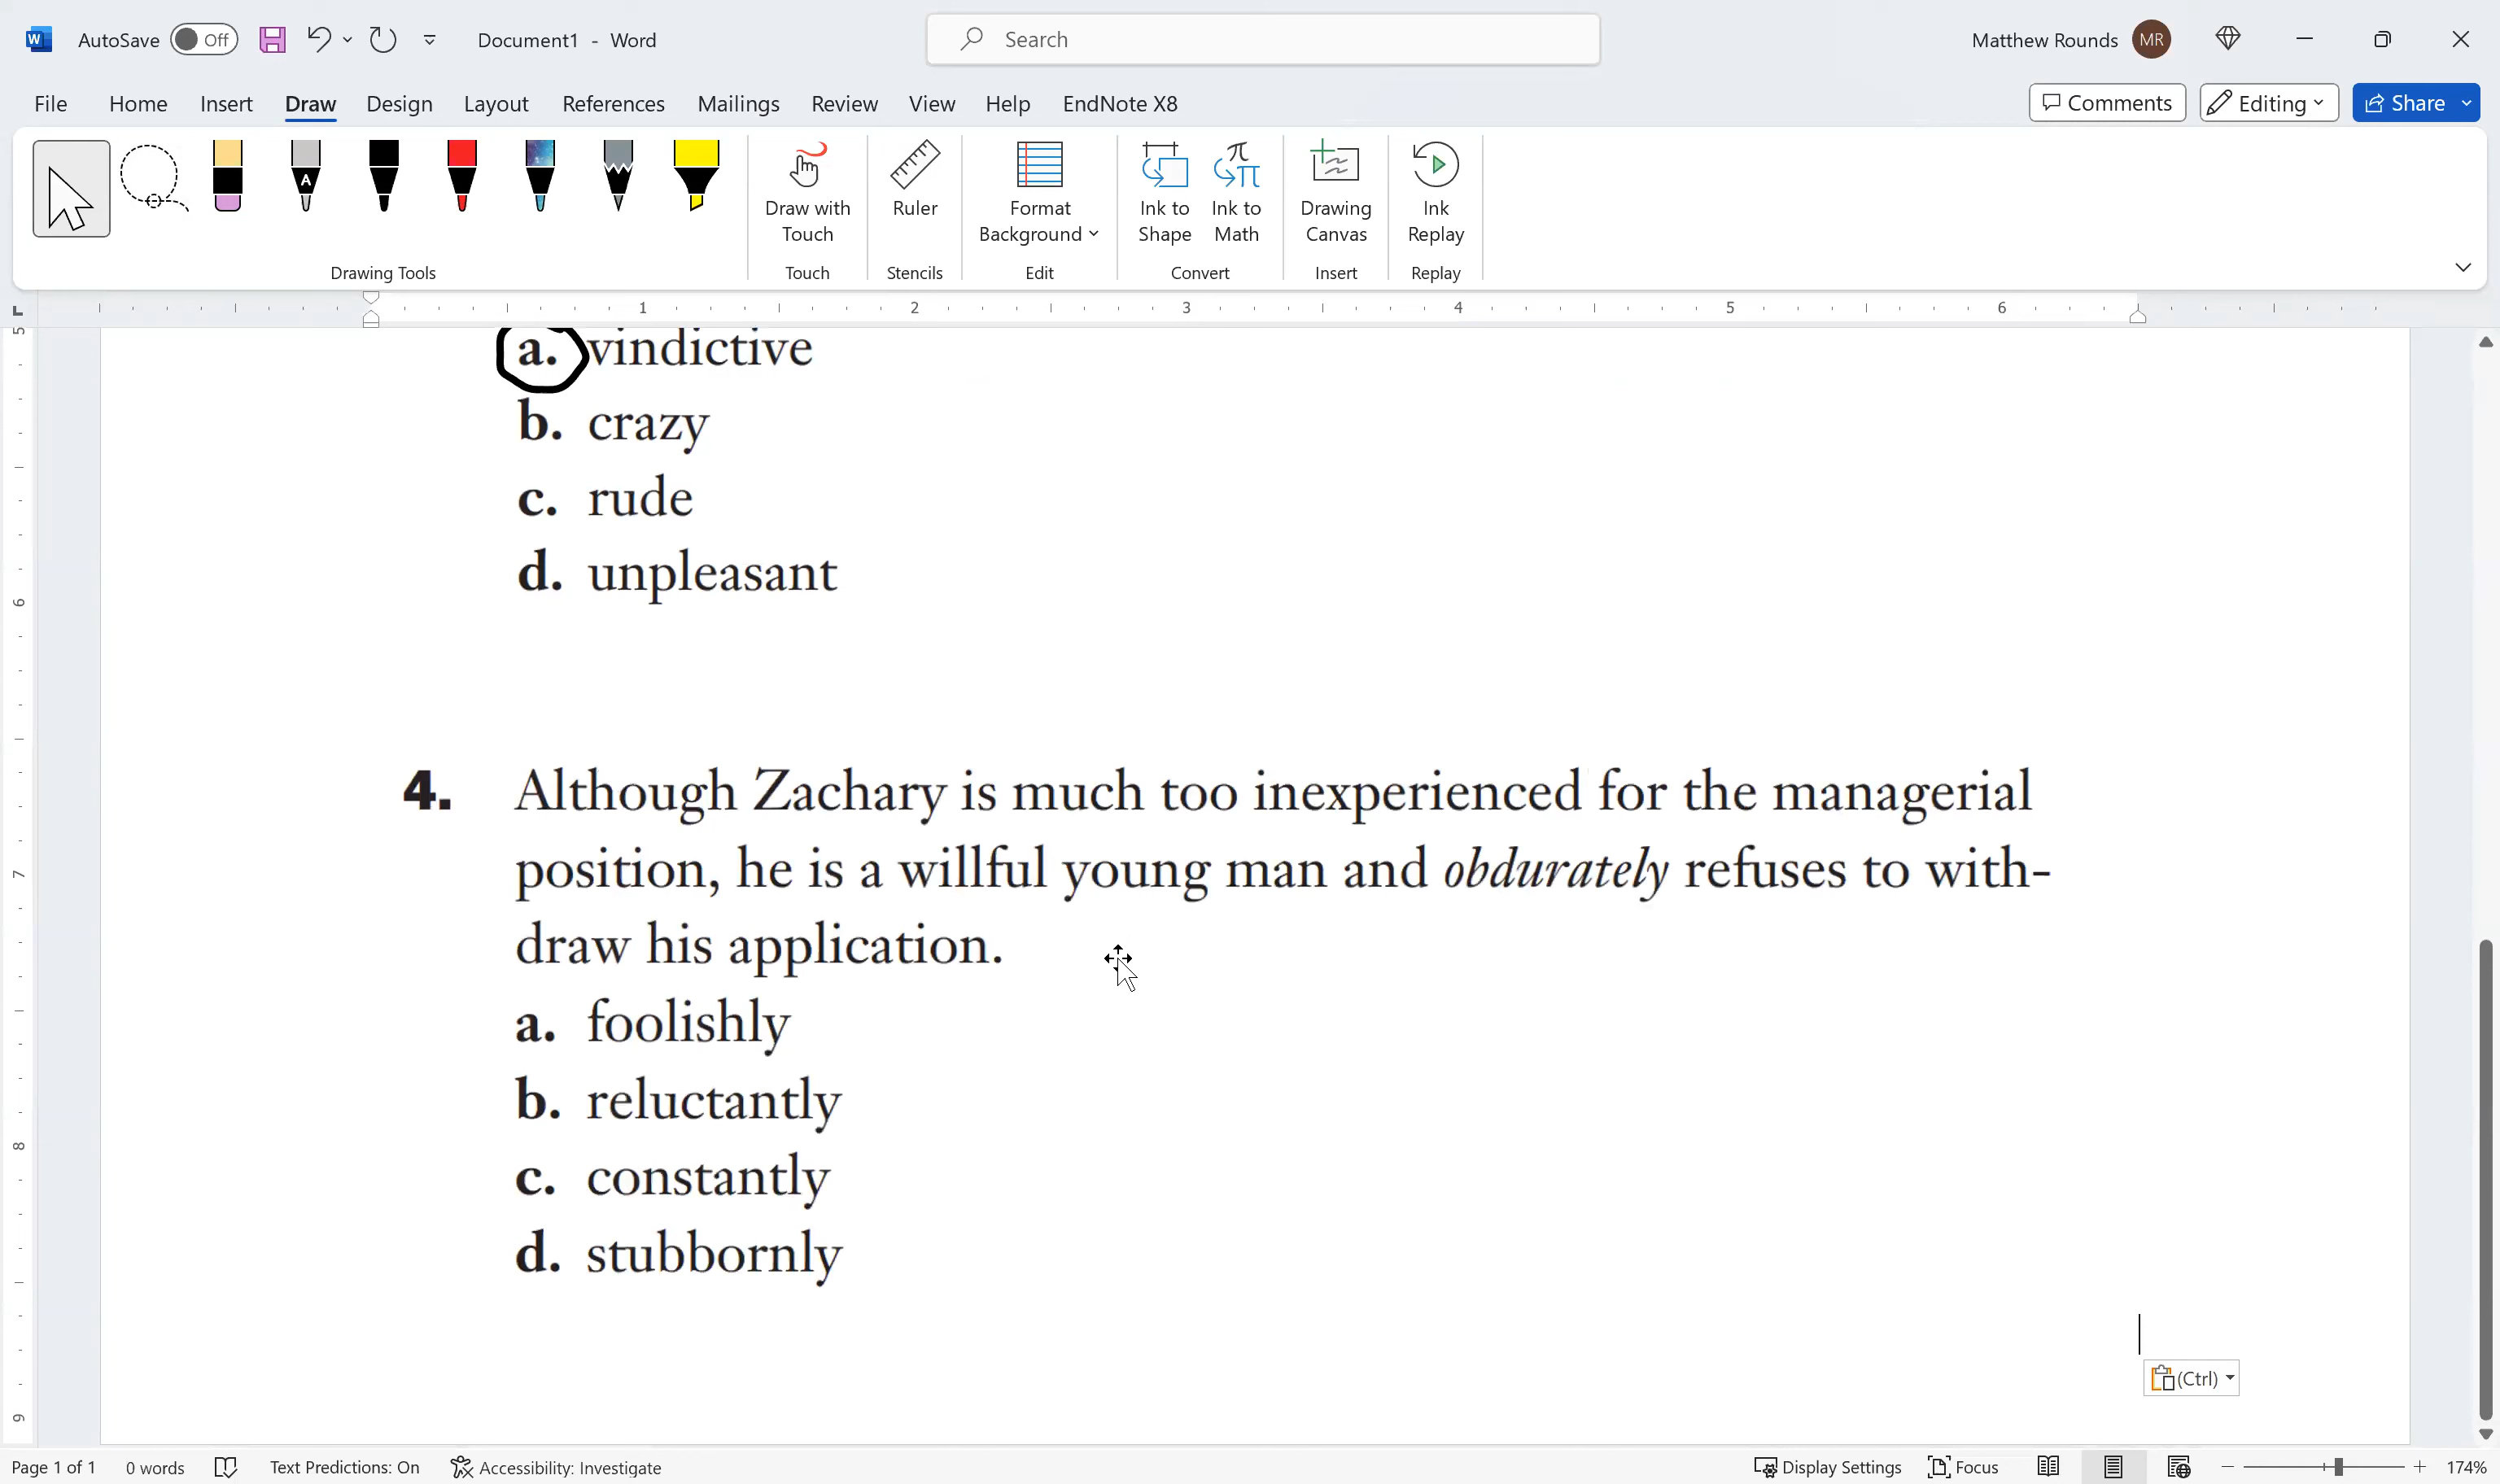 AutoSave Off Document1 - Word Search Matthew Rounds MR
File Home Insert Draw Design Layout References Mailings Review View Help EndNote X8 Comments Editing Share
A
Draw with Touch
Ruler
Format Background
Ink to Shape
Ink to Math
Drawing Canvas
Ink Replay
Drawing Tools Touch Stencils Edit Convert Insert Replay
L 1 2 3 4 5 6
5
6
7
8
9
a. vindictive
b. crazy
c. rude
d. unpleasant
4. Although Zachary is much too inexperienced for the managerial
position, he is a willful young man and obdurately refuses to with-
draw his application.
a. foolishly
b. reluctantly
c. constantly
d. stubbornly
(Ctrl)
Page 1 of 1 0 words Text Predictions: On Accessibility: Investigate Display Settings Focus 174%